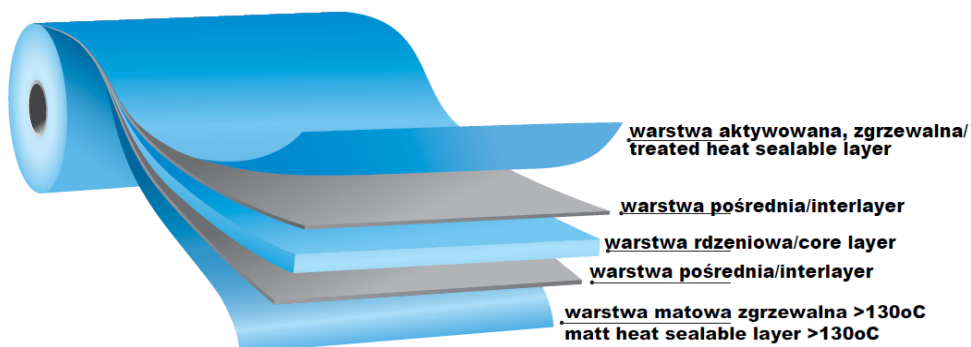 warstwa aktywowana, zgrzewalna/
treated heat sealable layer
warstwa pośrednia/interlayer
warstwa rdzeniowa/core layer
warstwa pośrednia/interlayer
warstwa matowa zgrzewalna >130oC
matt heat sealable layer >130oC